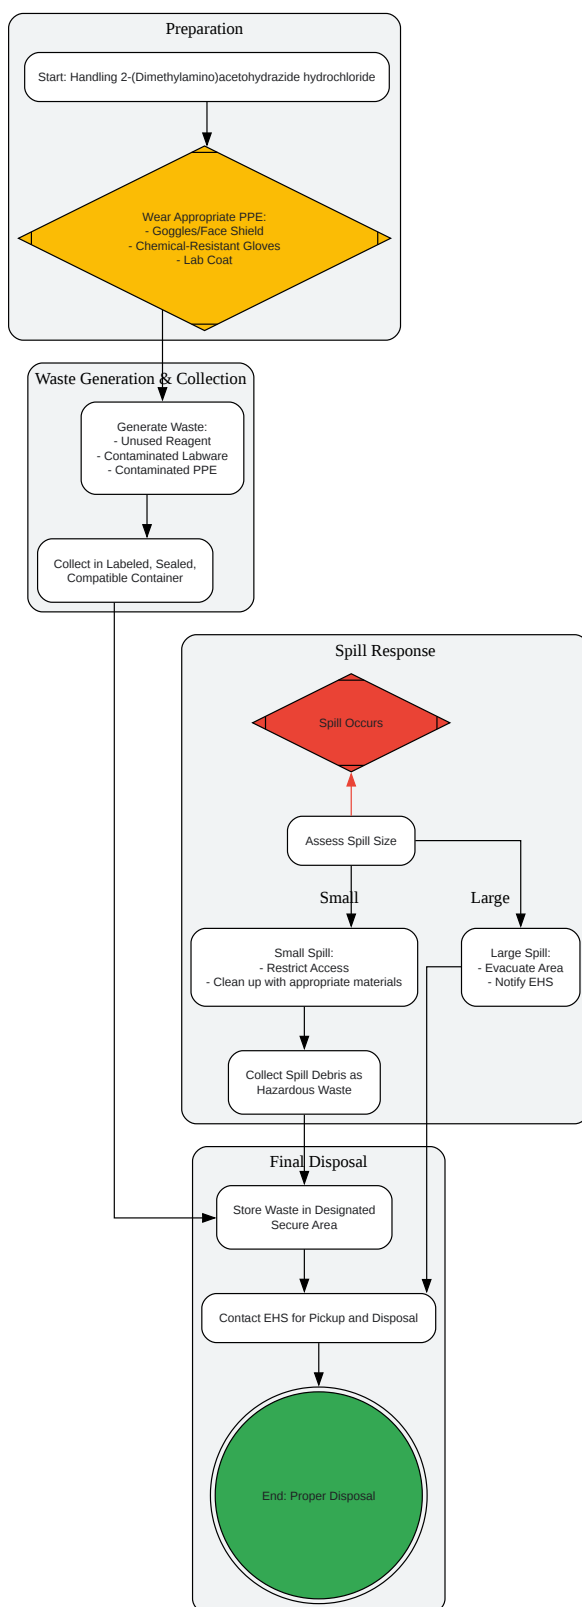 Preparation
Start: Handling 2-(Dimethylamino)acetohydrazide hydrochloride
Wear Appropriate PPE:
- Goggles/Face Shield
- Chemical-Resistant Gloves
- Lab Coat
Waste Generation & Collection
Generate Waste:
- Unused Reagent
- Contaminated Labware
- Contaminated PPE
Collect in Labeled, Sealed,
Compatible Container
Spill Response
Spill Occurs
Assess Spill Size
Small
Large
Small Spill:
- Restrict Access
- Clean up with appropriate materials
Large Spill:
- Evacuate Area
- Notify EHS
Collect Spill Debris as
Hazardous Waste
Final Disposal
Store Waste in Designated
Secure Area
Contact EHS for Pickup and Disposal
End: Proper Disposal